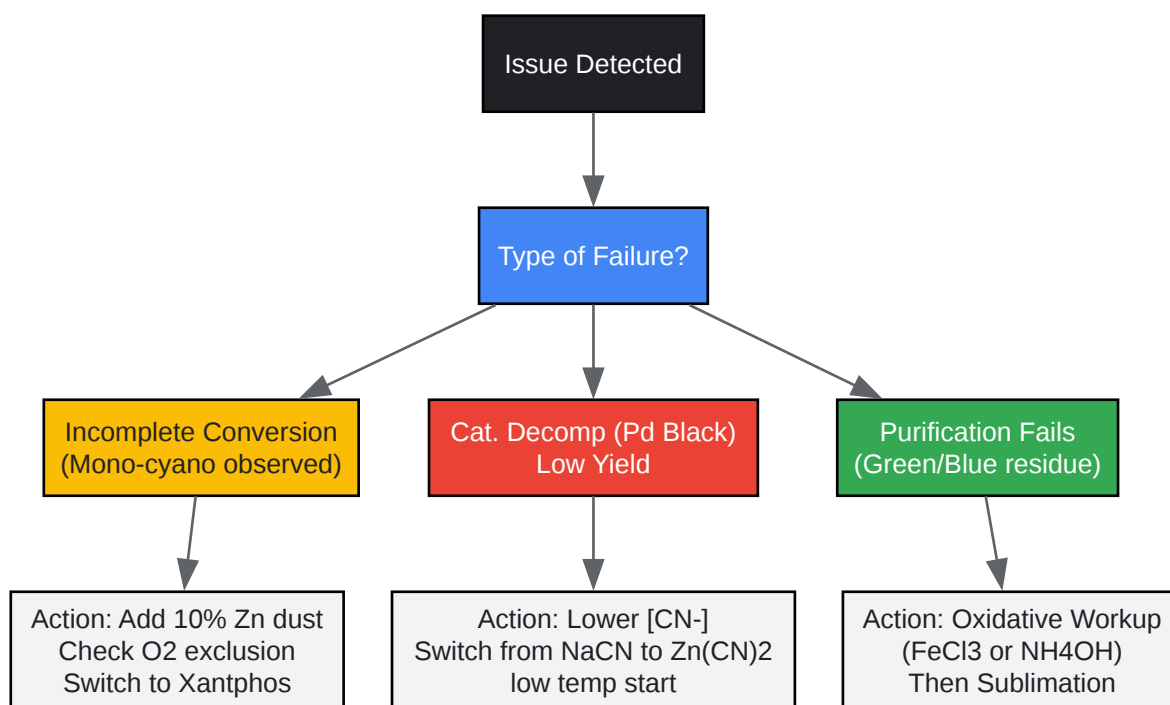 Issue Detected
Type of Failure?
Incomplete Conversion
(Mono-cyano observed)
Cat. Decomp (Pd Black)
Low Yield
Purification Fails
(Green/Blue residue)
Action: Add 10% Zn dust
Check O2 exclusion
Switch to Xantphos
Action: Lower [CN-]
Switch from NaCN to Zn(CN)2
low temp start
Action: Oxidative Workup
(FeCl3 or NH4OH)
Then Sublimation